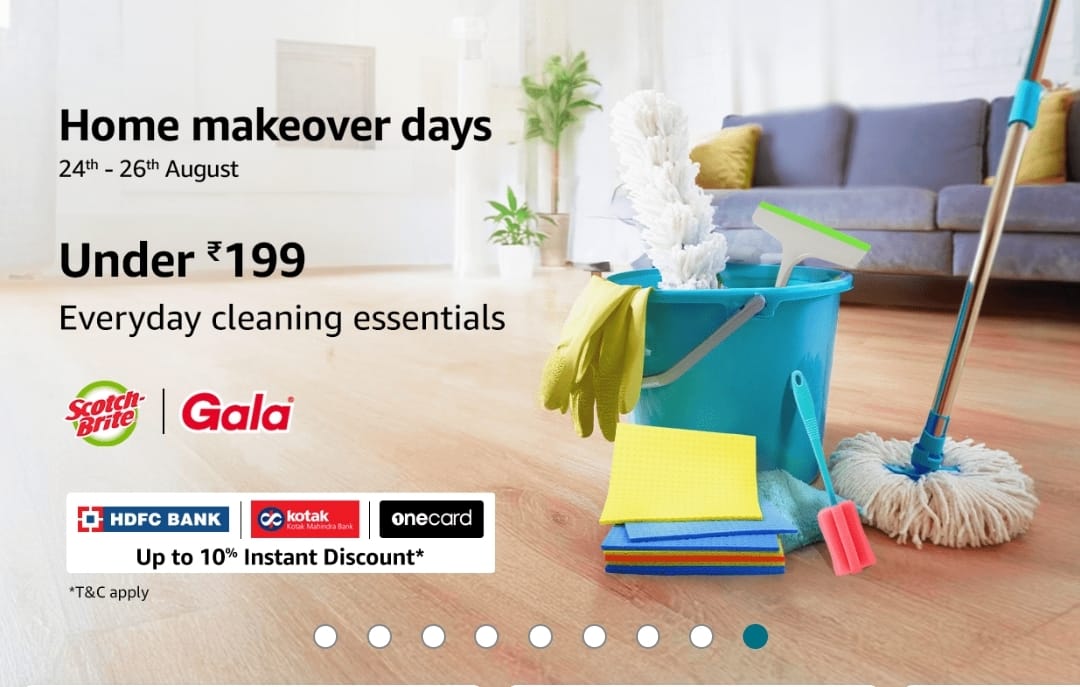 Home makeover days
24th - 26th August
Under ₹199
Everyday cleaning essentials
Scotch-
Brite
Gala®
HDFC BANK
kotak
Kotak Mahindra Bank
onecard
Up to 10% Instant Discount*
*T&C apply